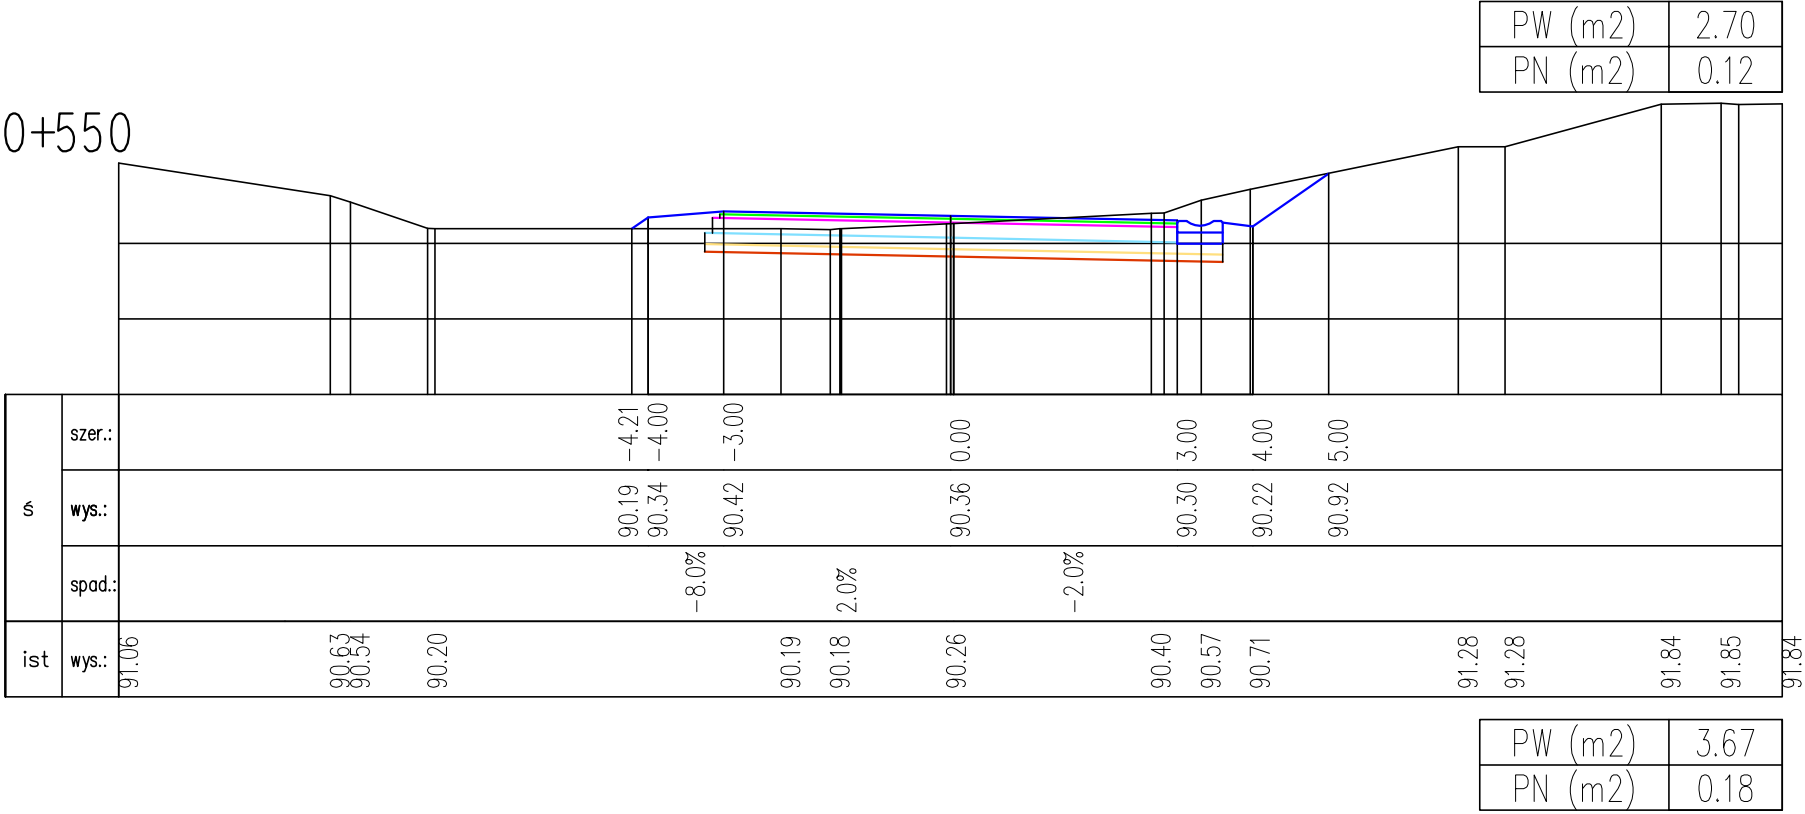 PW (m2) 2.70
PN (m2) 0.12
0+550
szer.: -4.21 -4.00 -3.00 0.00 3.00 4.00 5.00
ś
wys.: 90.19 90.34 90.42 90.36 90.30 90.22 90.92
spad.: -8.0% 2.0% -2.0%
ist wys.: 91.06 90.63 90.54 90.20 90.19 90.18 90.26 90.40 90.57 90.71 91.28 91.28 91.84 91.85 91.84
PW (m2) 3.67
PN (m2) 0.18